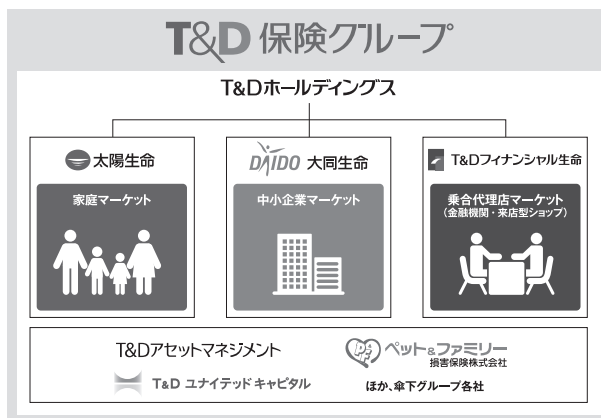 T&D 保険グループ
T&Dホールディングス
太陽生命
家庭マーケット
DAIDO 大同生命
中小企業マーケット
T&Dフィナンシャル生命
乗合代理店マーケット
(金融機関・来店型ショップ)
T&Dアセットマネジメント
ペット&ファミリー
損害保険株式会社
T&D ユナイテッド キャピタル
ほか、傘下グループ各社